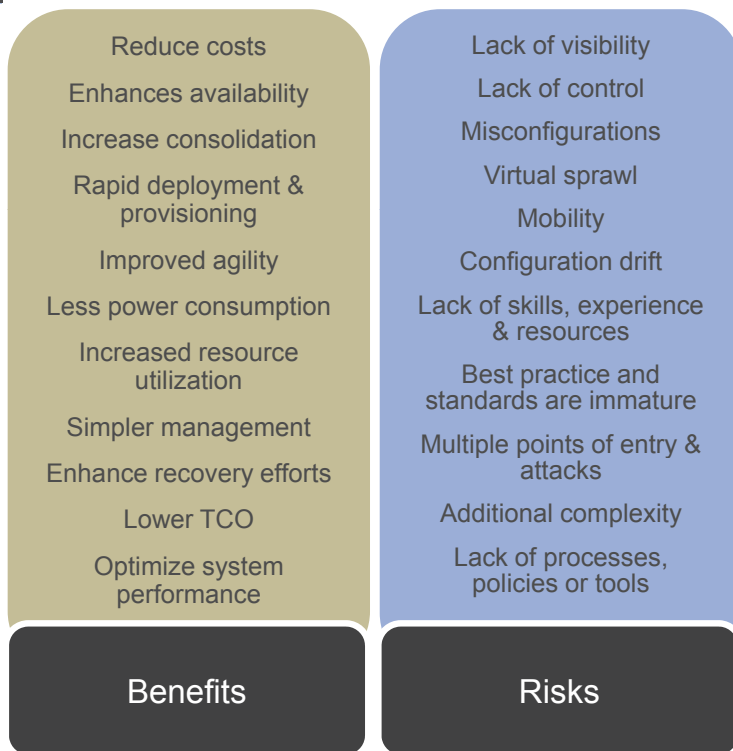 Reduce costs
Enhances availability
Increase consolidation
Rapid deployment &
provisioning
Improved agility
Less power consumption
Increased resource
utilization
Simpler management
Enhance recovery efforts
Lower TCO
Optimize system
performance
Benefits
Lack of visibility
Lack of control
Misconfigurations
Virtual sprawl
Mobility
Configuration drift
Lack of skills, experience
& resources
Best practice and
standards are immature
Multiple points of entry &
attacks
Additional complexity
Lack of processes,
policies or tools
Risks